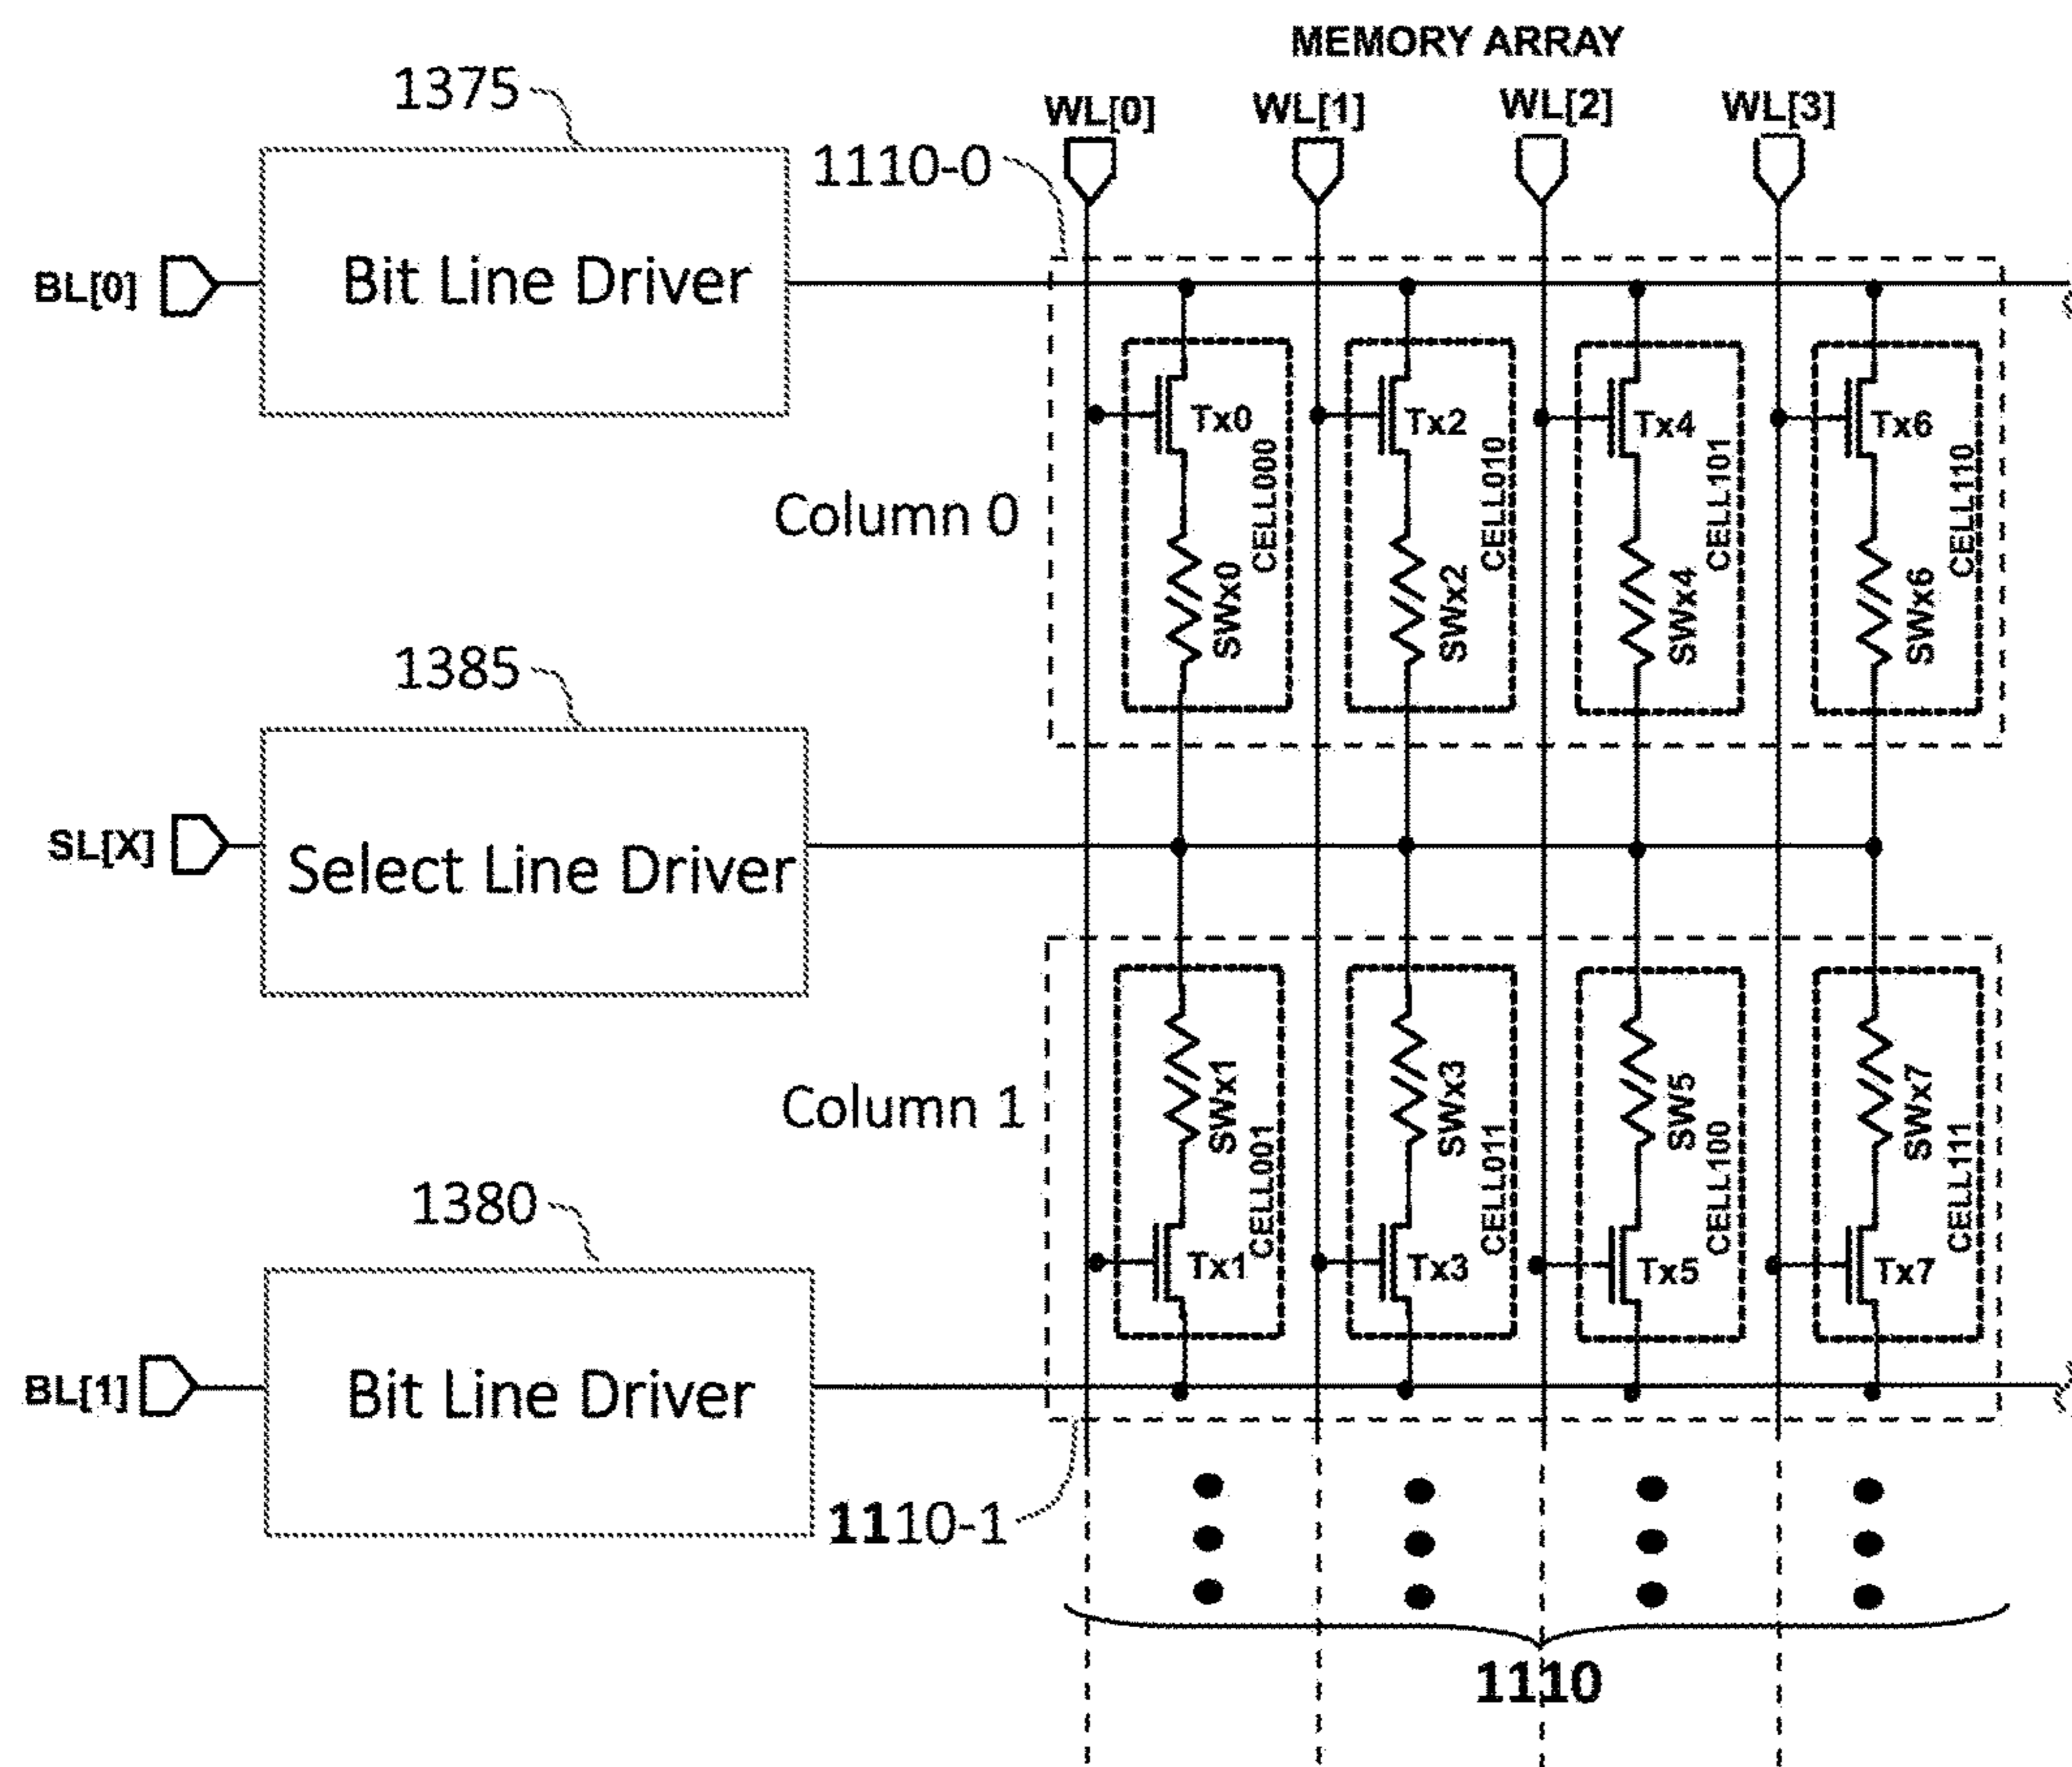 MEMORY ARRAY
1375
WL[0]
WL[1]
WL[2]
WL[3]
1110-0
BL[0]
Bit Line Driver
Tx0
CELL000
SWx0
Tx2
CELL010
SWx2
Tx4
CELL101
SWx4
Tx6
CELL110
SWx6
Column 0
1385
SL[X]
Select Line Driver
Column 1
SWx1
CELL001
Tx1
SWx3
CELL011
Tx3
SW5
CELL100
Tx5
SWx7
CELL111
Tx7
1380
BL[1]
Bit Line Driver
1110-1
1110